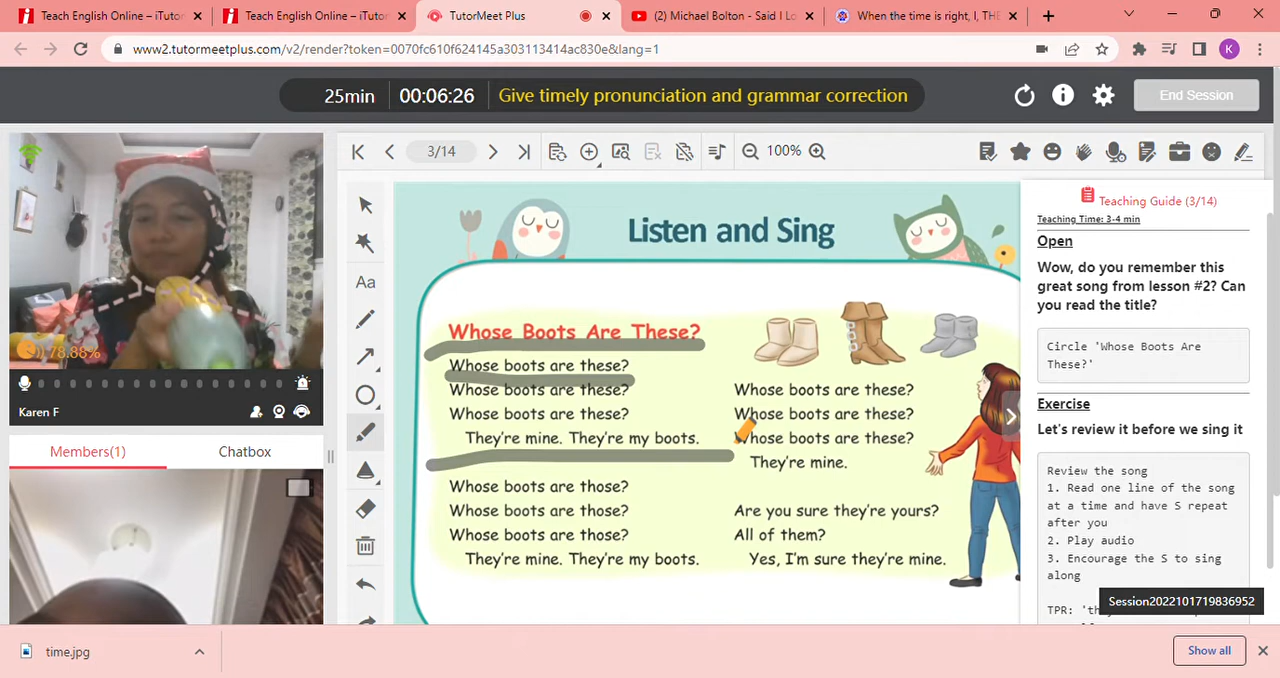 Teach English Online – iTutor
Teach English Online – iTutor
TutorMeet Plus
(2) Michael Bolton - Said I Lo
When the time is right, I, THE
www2.tutormeetplus.com/v2/render?token=0070fc610f624145a303113414ac830e&lang=1
K
25min
00:06:26
Give timely pronunciation and grammar correction
End Session
3/14
100%
78.88%
Karen F
Members(1)
Chatbox
Aa
Listen and Sing
Whose Boots Are These?
Whose boots are these?
Whose boots are these?
Whose boots are these?
They're mine. They're my boots.
Whose boots are those?
Whose boots are those?
Whose boots are those?
They're mine. They're my boots.
Whose boots are these?
Whose boots are these?
Whose boots are these?
They're mine.
Are you sure they're yours?
All of them?
Yes, I'm sure they're mine.
Teaching Guide (3/14)
Teaching Time: 3-4 min
Open
Wow, do you remember this
great song from lesson #2? Can
you read the title?
Circle 'Whose Boots Are
These?'
Exercise
Let's review it before we sing it
Review the song
1. Read one line of the song
at a time and have S repeat
after you
2. Play audio
3. Encourage the S to sing
along
TPR:
Session2022101719836952
time.jpg
Show all